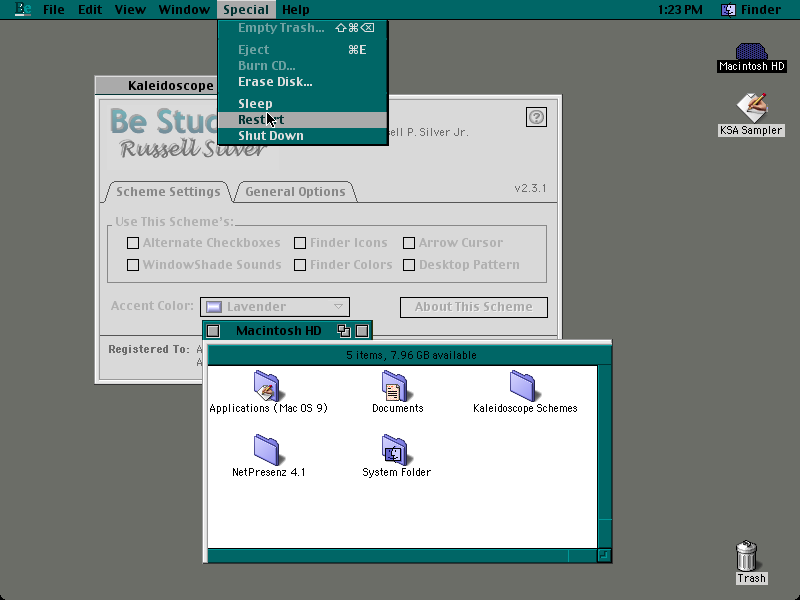 Be File Edit View Window Special Help 1:23 PM Finder
Empty Trash... ⇧⌘⌫
Eject ⌘E
Burn CD...
Erase Disk...
Sleep
Shut Down
Macintosh HD
KSA Sampler
Kaleidoscope
Be
Russell Silver
ell P. Silver Jr.
?
Scheme Settings General Options v2.3.1
Use This Scheme's:
Alternate Checkboxes Finder Icons Arrow Cursor
WindowShade Sounds Finder Colors Desktop Pattern
Accent Color: Lavender About This Scheme
Registered To:
Macintosh HD
5 items, 7.96 GB available
Applications (Mac OS 9) Documents Kaleidoscope Schemes
NetPresenz 4.1 System Folder
Trash